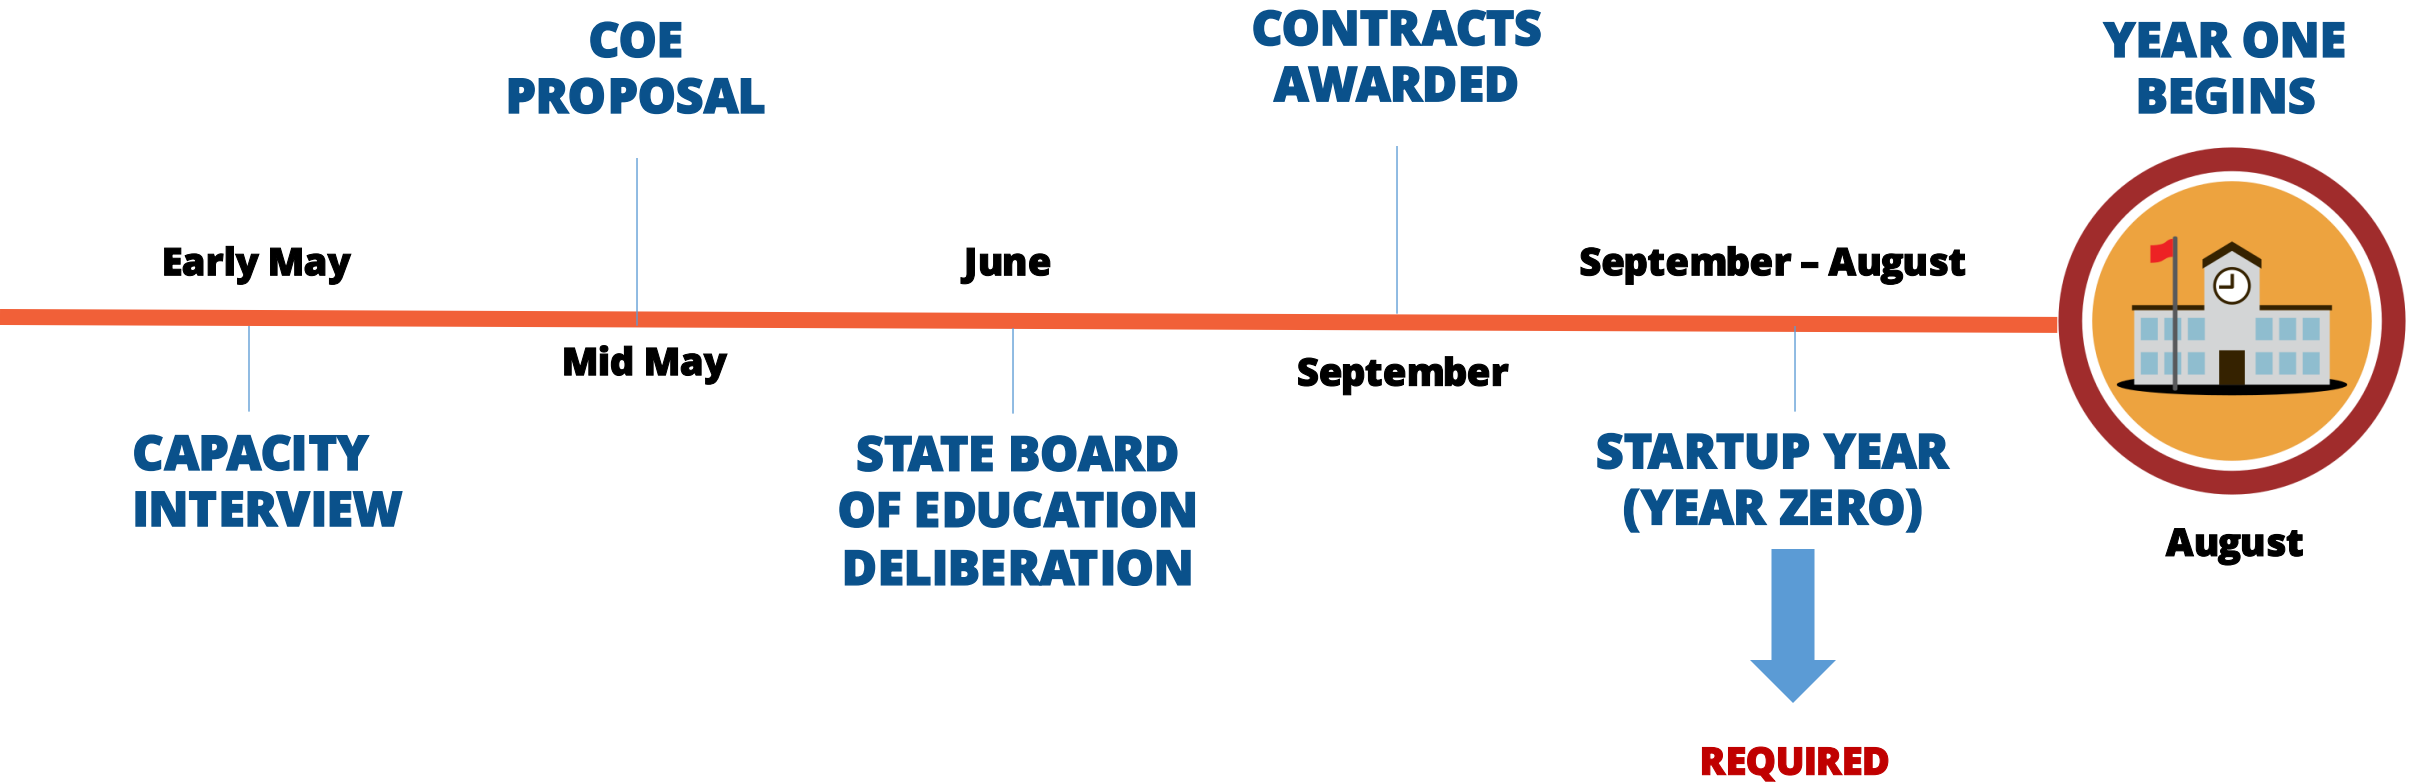 COE
PROPOSAL
CONTRACTS
AWARDED
YEAR ONE
BEGINS
Early May
June
September – August
Mid May
September
CAPACITY
INTERVIEW
STATE BOARD
OF EDUCATION
DELIBERATION
STARTUP YEAR
(YEAR ZERO)
August
REQUIRED